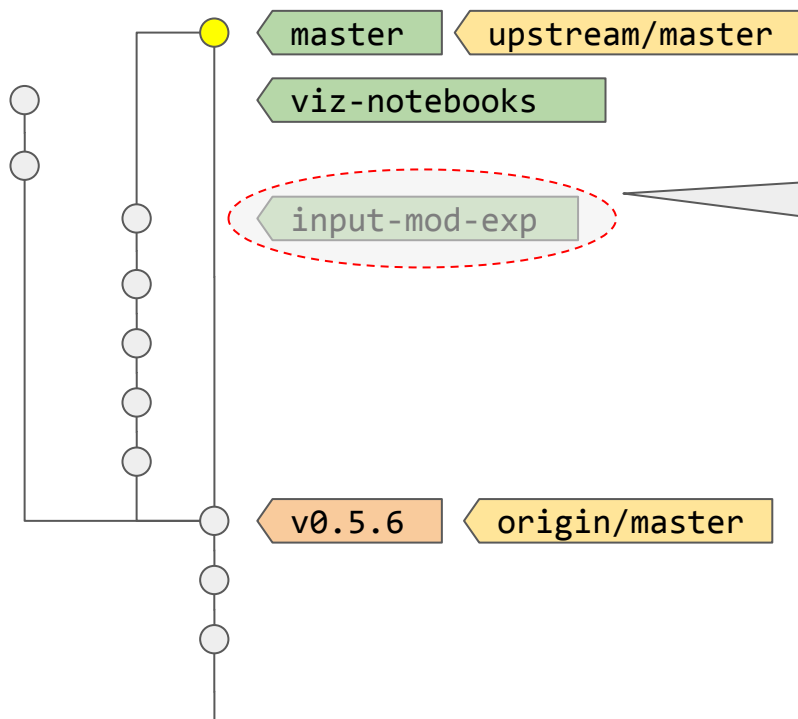 master upstream/master
viz-notebooks
input-mod-exp
v0.5.6 origin/master